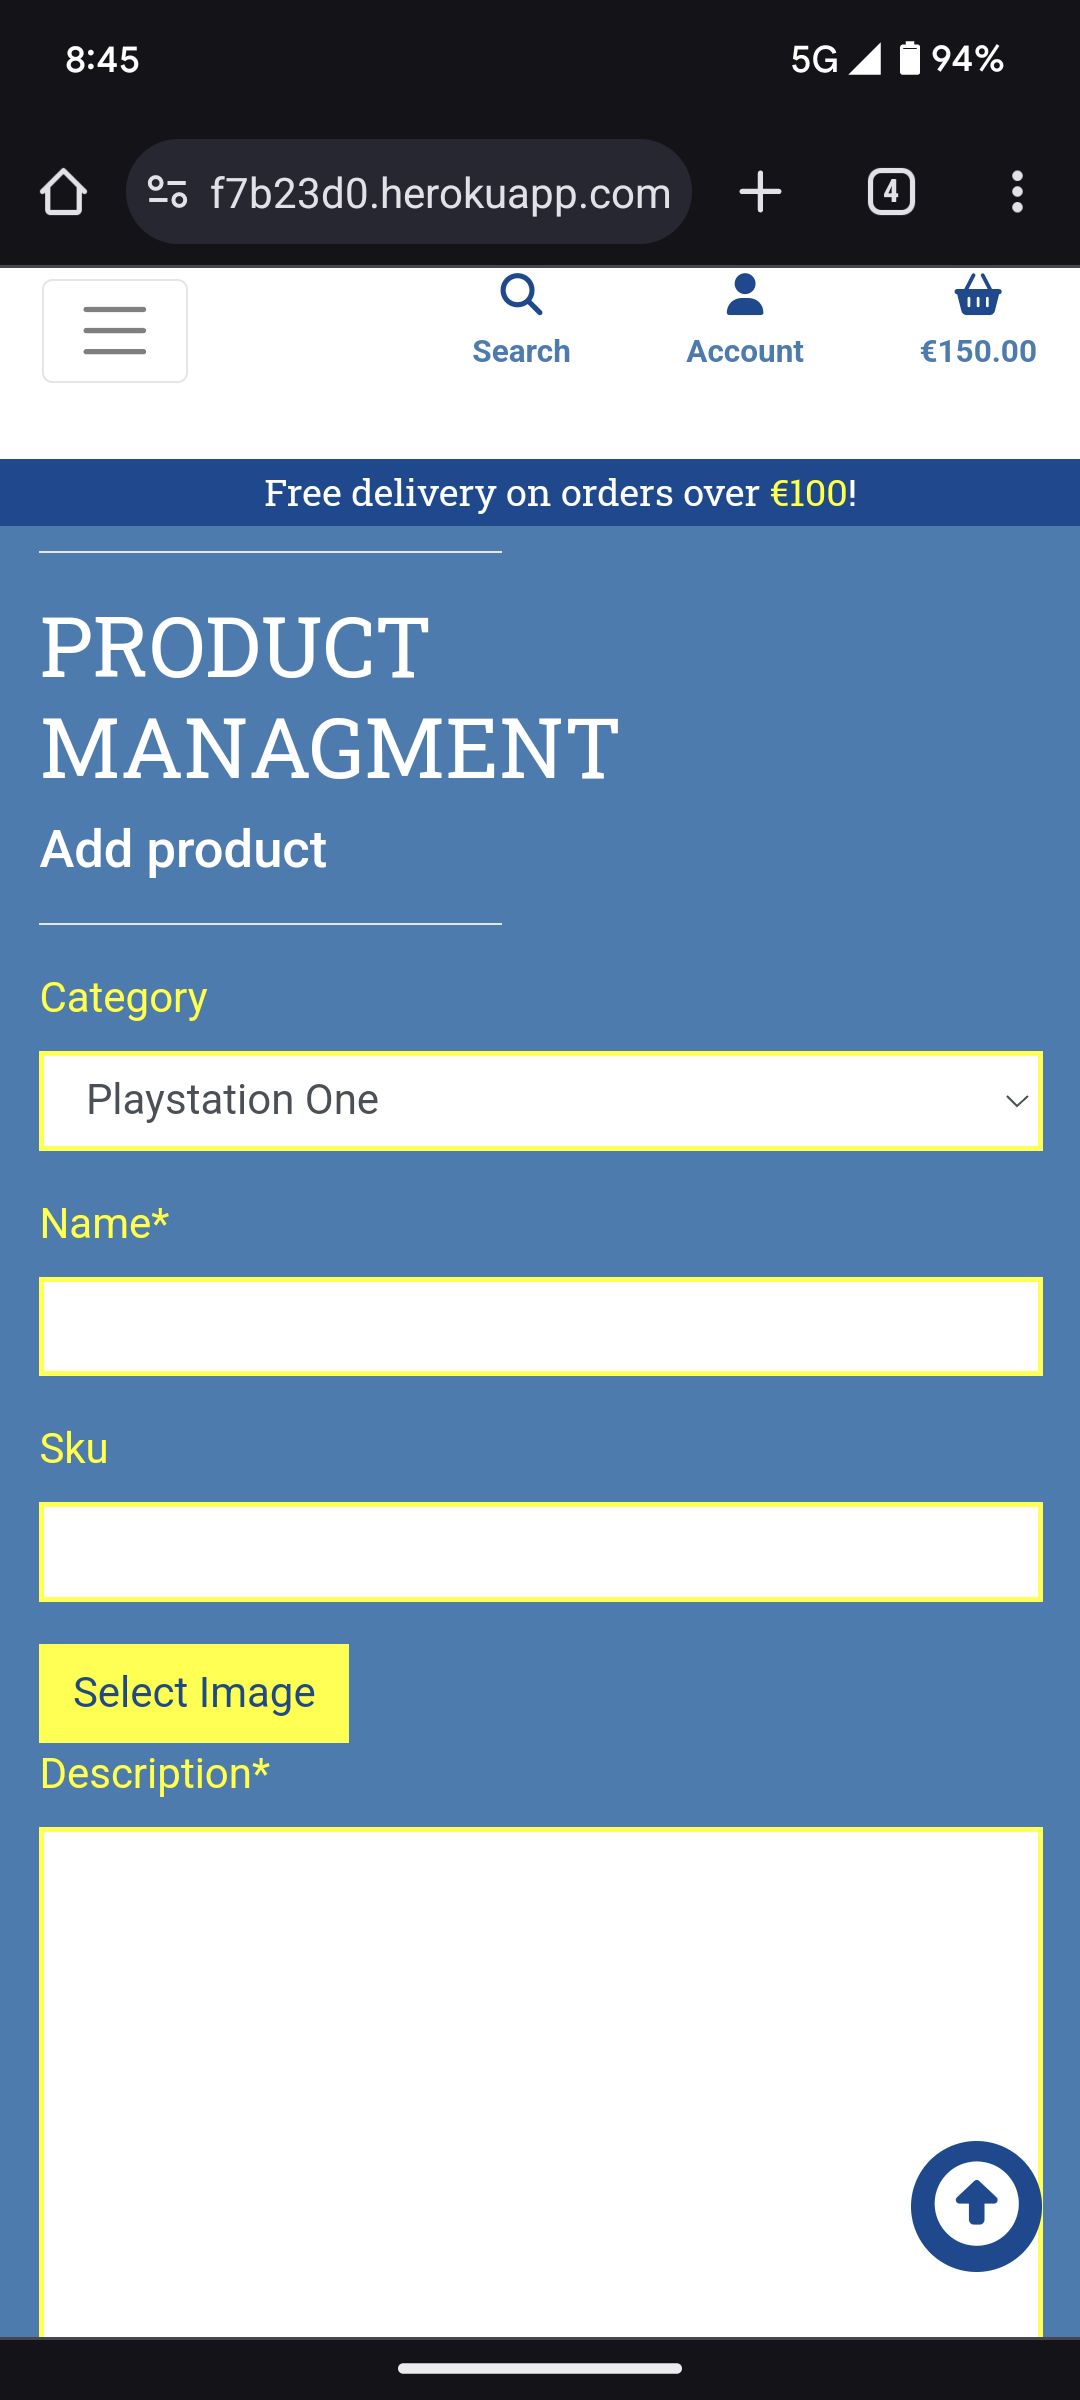 8:45
5G 94%
f7b23d0.herokuapp.com
4
Search
Account
€150.00
Free delivery on orders over €100!
PRODUCT
MANAGMENT
Add product
Category
Playstation One
Name*
Sku
Select Image
Description*